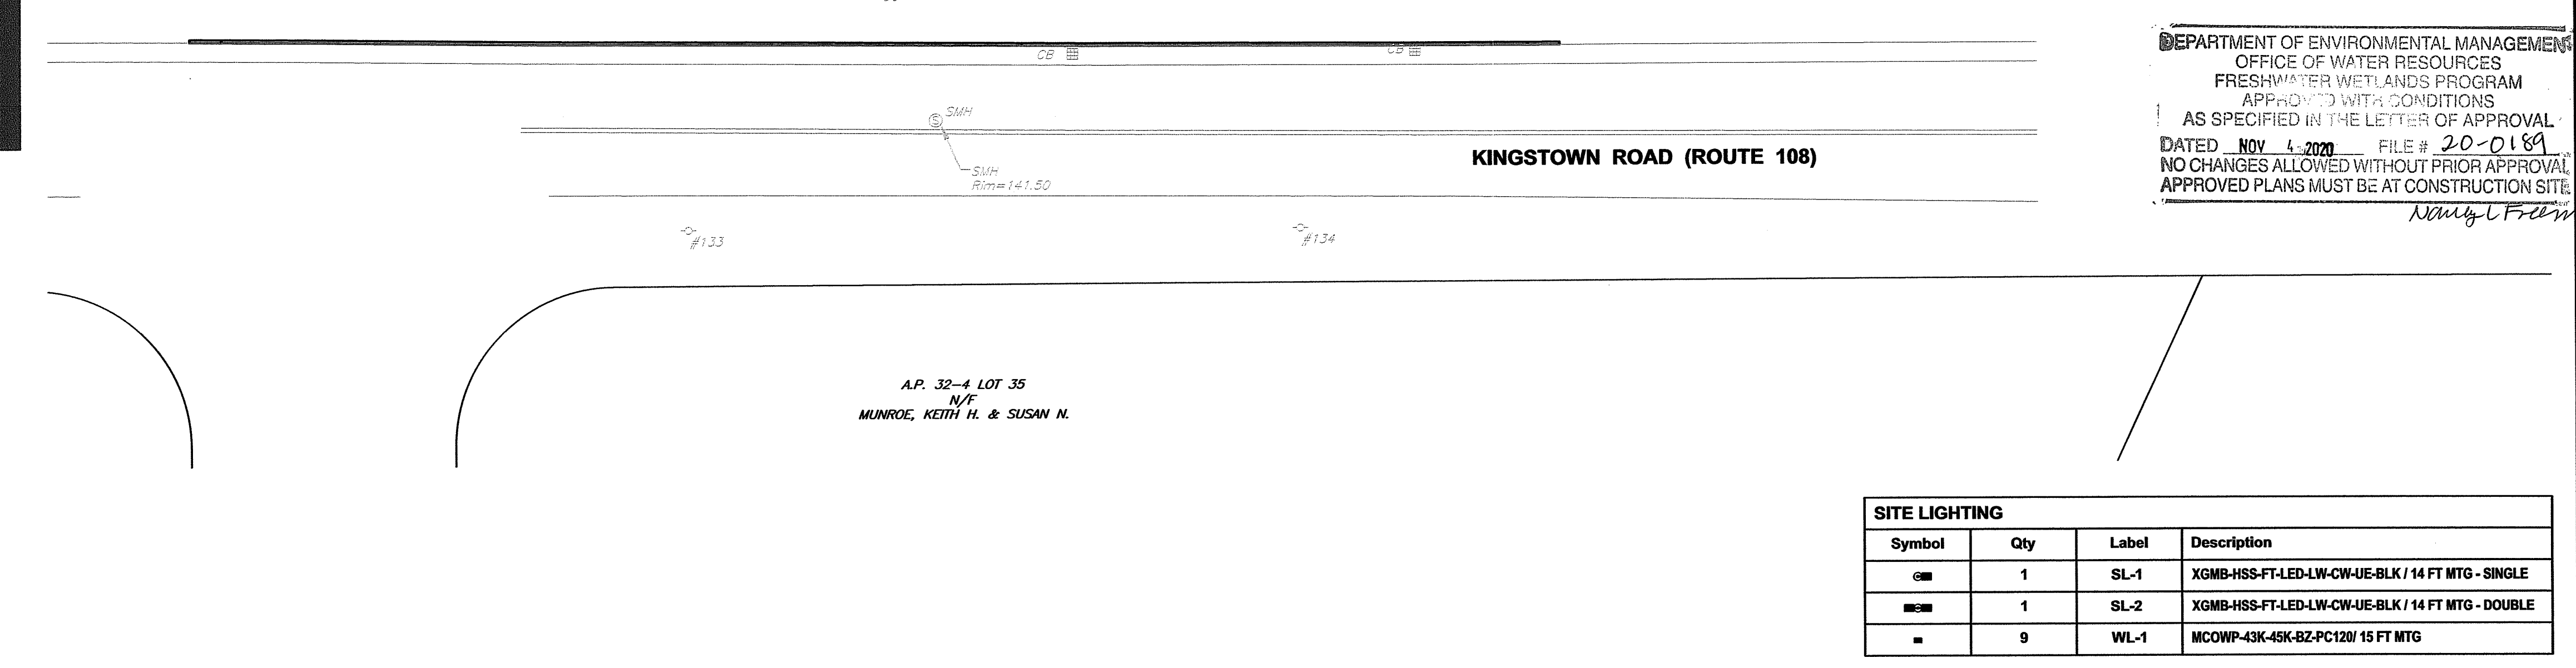 CB
CB
DEPARTMENT OF ENVIRONMENTAL MANAGEMENT
OFFICE OF WATER RESOURCES
FRESHWATER WETLANDS PROGRAM
APPROVED WITH CONDITIONS
AS SPECIFIED IN THE LETTER OF APPROVAL
DATED NOV 4 2020 FILE # 20-0189
NO CHANGES ALLOWED WITHOUT PRIOR APPROVAL
APPROVED PLANS MUST BE AT CONSTRUCTION SITE
Nancy L Freem
S SMH
SMH
Rim=141.50
KINGSTOWN ROAD (ROUTE 108)
#133
#134
A.P. 32-4 LOT 35
N/F
MUNROE, KEITH H. & SUSAN N.
SITE LIGHTING
Symbol Qty Label Description
1 SL-1 XGMB-HSS-FT-LED-LW-CW-UE-BLK / 14 FT MTG - SINGLE
1 SL-2 XGMB-HSS-FT-LED-LW-CW-UE-BLK / 14 FT MTG - DOUBLE
9 WL-1 MCOWP-43K-45K-BZ-PC120/ 15 FT MTG